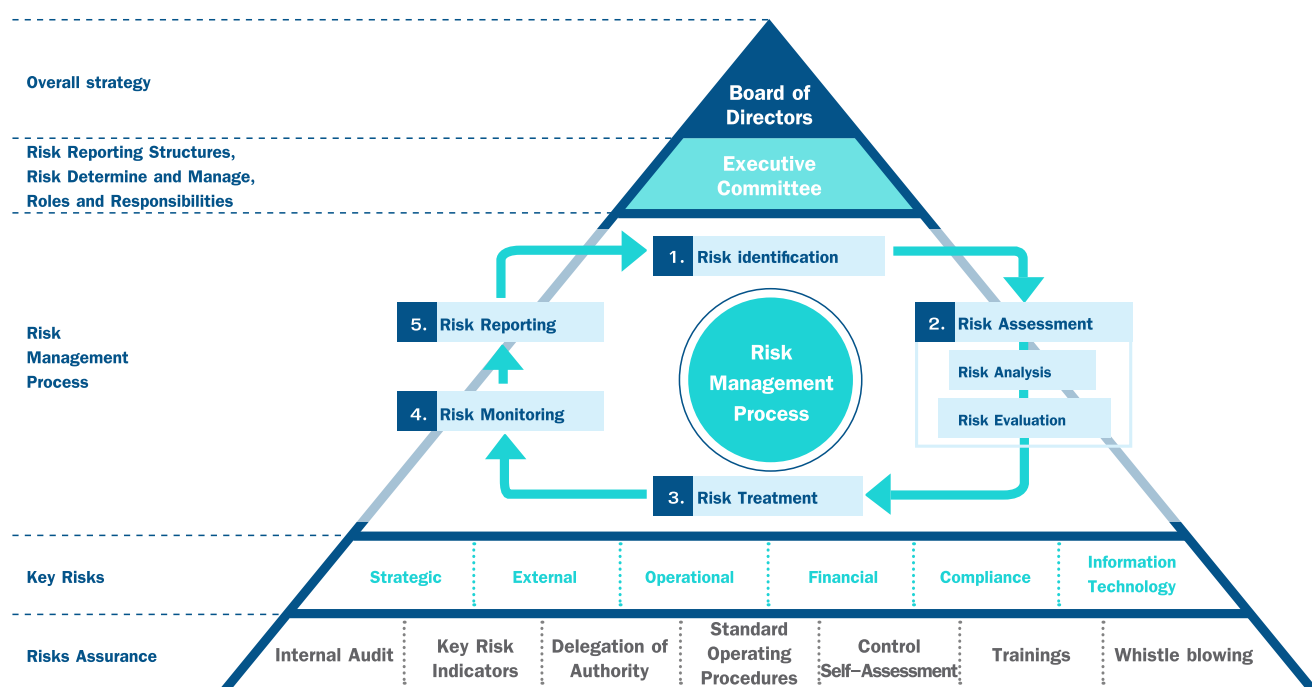 Overall strategy
Board of
Directors
Risk Reporting Structures,
Risk Determine and Manage,
Roles and Responsibilities
Executive
Committee
Risk
Management
Process
1. Risk identification
2. Risk Assessment
Risk Analysis
Risk Evaluation
3. Risk Treatment
4. Risk Monitoring
5. Risk Reporting
Risk
Management
Process
Key Risks
Strategic
External
Operational
Financial
Compliance
Information
Technology
Risks Assurance
Internal Audit
Key Risk
Indicators
Delegation of
Authority
Standard
Operating
Procedures
Control
Self–Assessment
Trainings
Whistle blowing